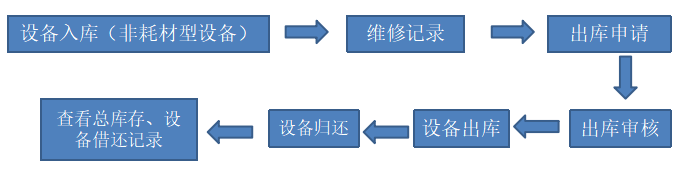 设备入库（非耗材型设备）
维修记录
出库申请
出库审核
设备出库
设备归还
查看总库存、设
备借还记录